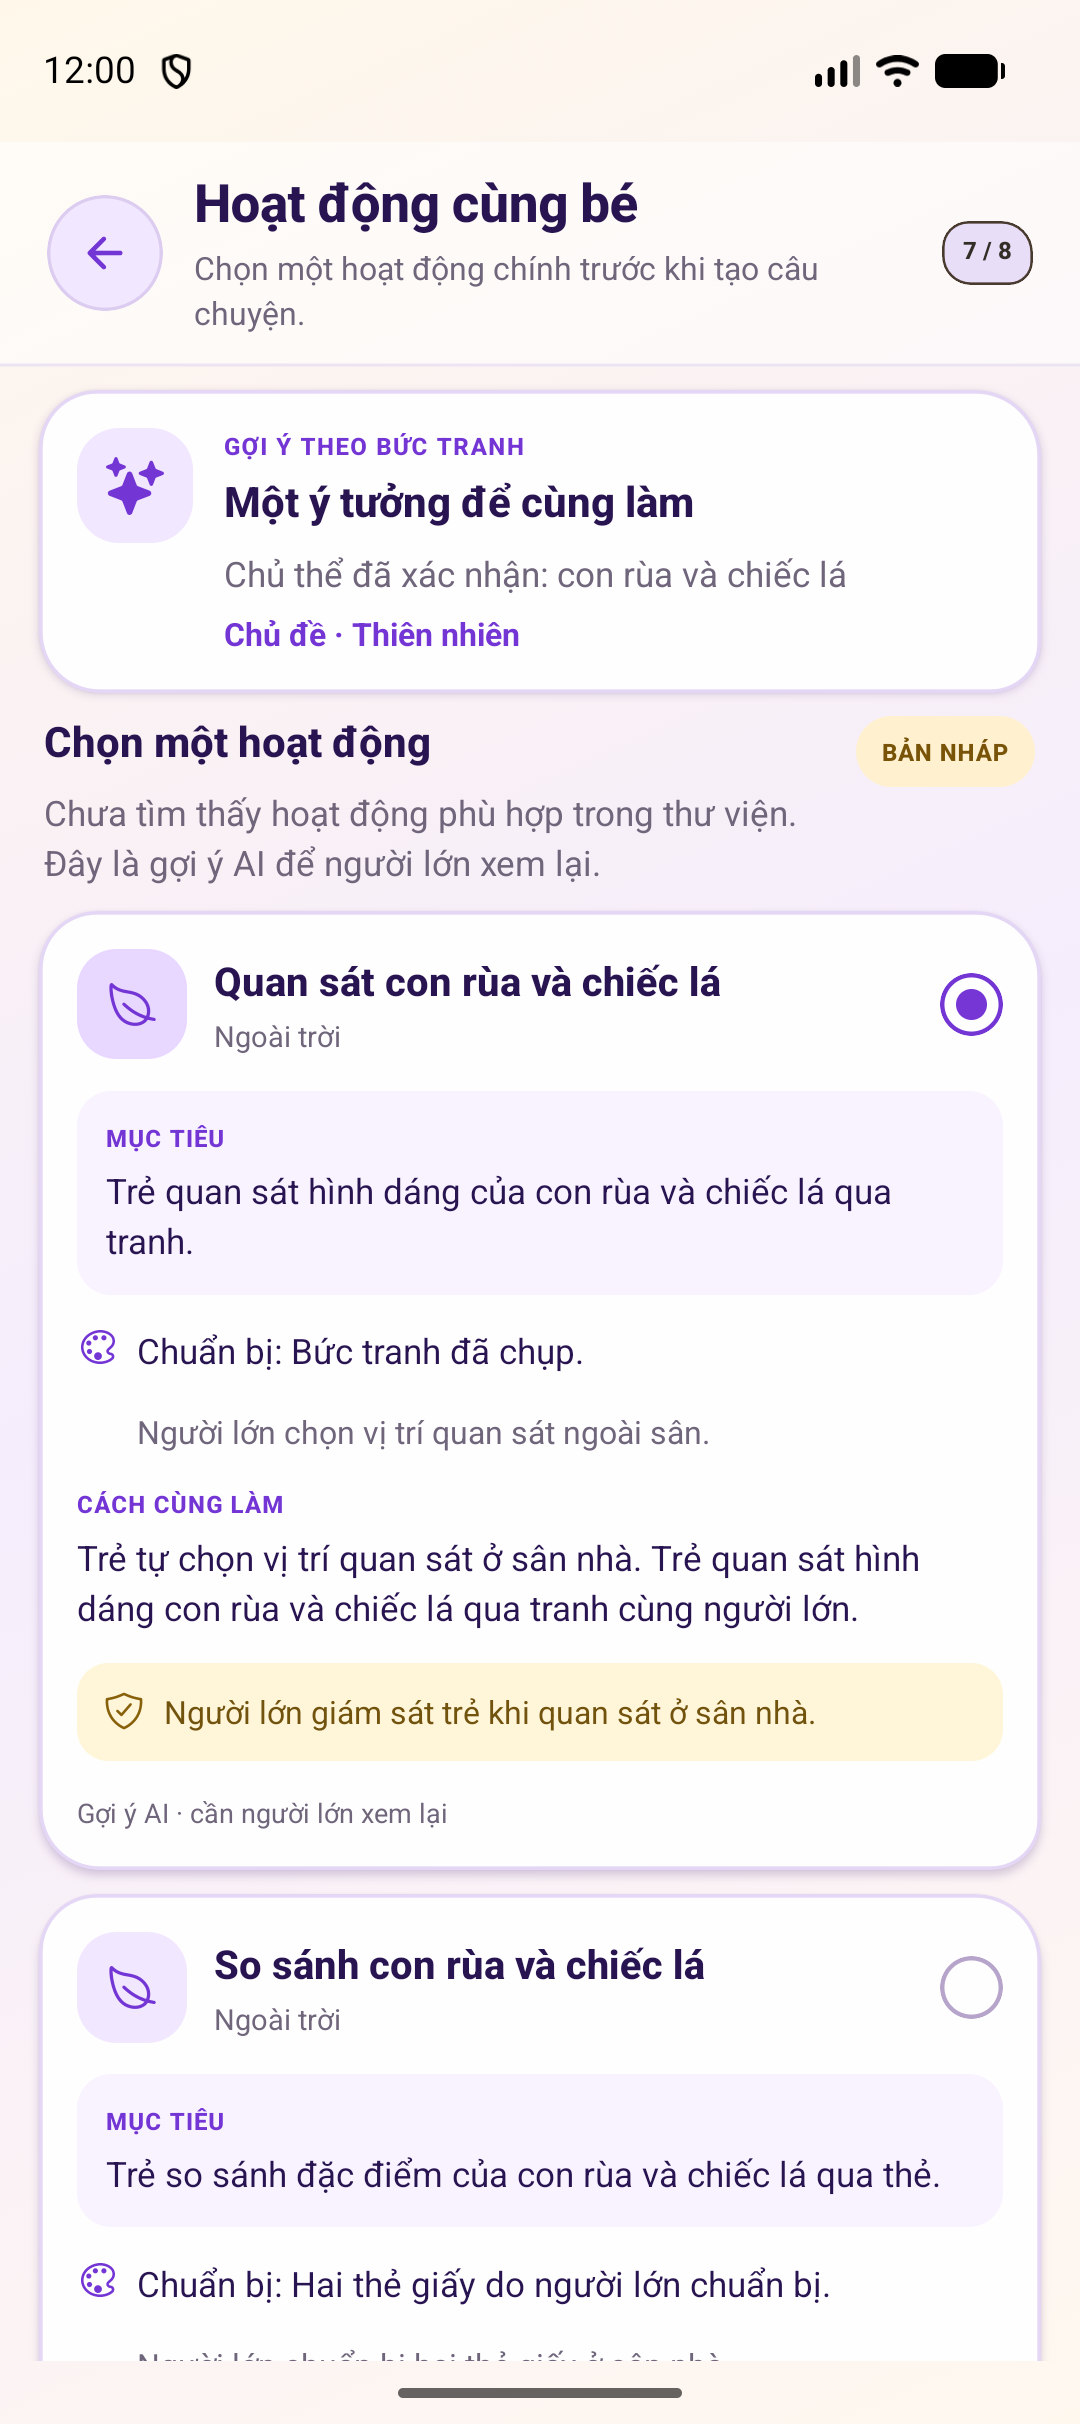 12:00
Hoạt động cùng bé
Chọn một hoạt động chính trước khi tạo câu
chuyện.
7 / 8
GỢI Ý THEO BỨC TRANH
Một ý tưởng để cùng làm
Chủ thể đã xác nhận: con rùa và chiếc lá
Chủ đề · Thiên nhiên
Chọn một hoạt động
BẢN NHÁP
Chưa tìm thấy hoạt động phù hợp trong thư viện.
Đây là gợi ý AI để người lớn xem lại.
Quan sát con rùa và chiếc lá
Ngoài trời
MỤC TIÊU
Trẻ quan sát hình dáng của con rùa và chiếc lá qua
tranh.
Chuẩn bị: Bức tranh đã chụp.
Người lớn chọn vị trí quan sát ngoài sân.
CÁCH CÙNG LÀM
Trẻ tự chọn vị trí quan sát ở sân nhà. Trẻ quan sát hình
dáng con rùa và chiếc lá qua tranh cùng người lớn.
Người lớn giám sát trẻ khi quan sát ở sân nhà.
Gợi ý AI · cần người lớn xem lại
So sánh con rùa và chiếc lá
Ngoài trời
MỤC TIÊU
Trẻ so sánh đặc điểm của con rùa và chiếc lá qua thẻ.
Chuẩn bị: Hai thẻ giấy do người lớn chuẩn bị.
Người lớn chuẩn bị hai thẻ giấy ở sân nhà.